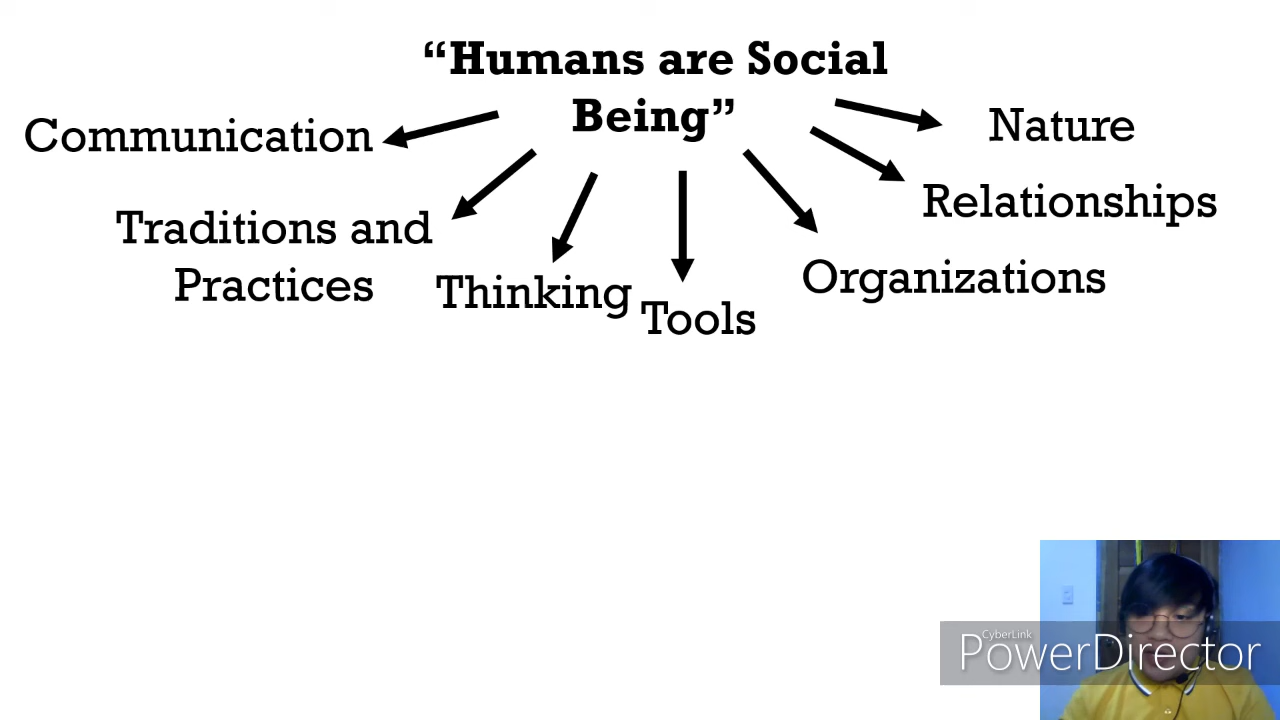 “Humans are Social
Being”
Communication
Nature
Relationships
Traditions and
Practices
Thinking
Tools
Organizations
CyberLink
PowerDirector